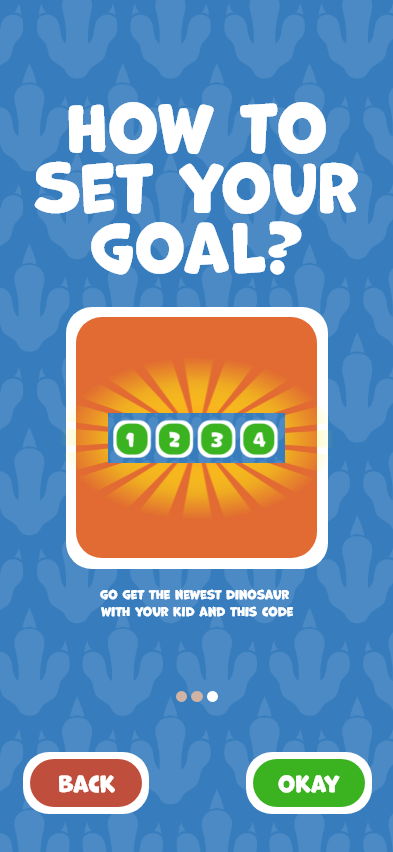 HOW TO
SET YOUR
GOAL?
1 2 3 4
GO GET THE NEWEST DINOSAUR
WITH YOUR KID AND THIS CODE
BACK OKAY